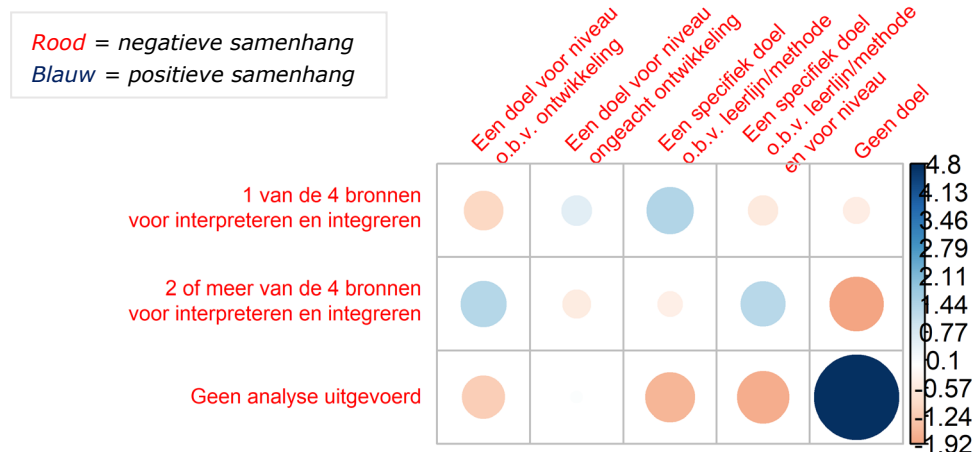 Rood = negatieve samenhang
Blauw = positieve samenhang
Een doel voor niveau
o.b.v. ontwikkeling
Een doel voor niveau
ongeacht ontwikkeling
Een specifiek doel
o.b.v. leerlijn/methode
Een specifiek doel
o.b.v. leerlijn/methode
en voor niveau
Geen doel
1 van de 4 bronnen
voor interpreteren en integreren
2 of meer van de 4 bronnen
voor interpreteren en integreren
Geen analyse uitgevoerd
4.8
4.13
3.46
2.79
2.11
1.44
0.77
0.1
-0.57
-1.24
-1.92